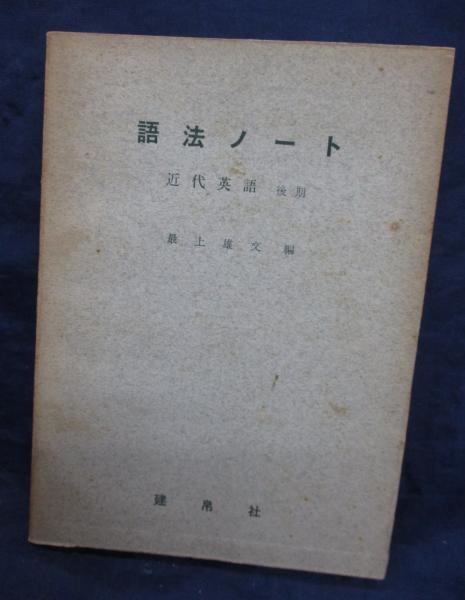 語法ノート
近代英語 後期
最上雄文 編
建帛社